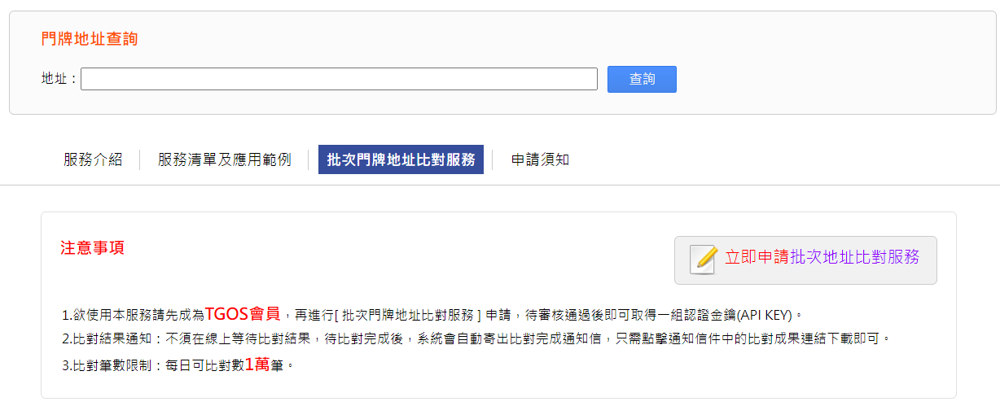 門牌地址查詢
地址：
查詢
服務介紹
服務清單及應用範例
批次門牌地址比對服務
申請須知
注意事項
立即申請批次地址比對服務
1.欲使用本服務請先成為TGOS會員，再進行[ 批次門牌地址比對服務 ] 申請，待審核通過後即可取得一組認證金鑰(API KEY)。
2.比對結果通知：不須在線上等待比對結果，待比對完成後，系統會自動寄出比對完成通知信，只需點擊通知信件中的比對成果連結下載即可。
3.比對筆數限制：每日可比對數1萬筆。